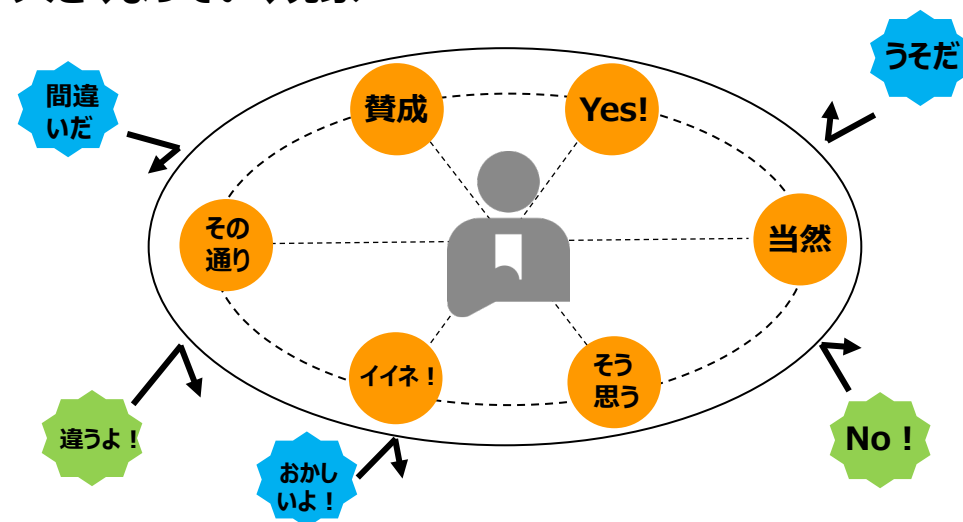 うそだ
間違
いだ
賛成
Yes!
その
通り
当然
イイネ！
そう
思う
違うよ！
No！
おかし
いよ！